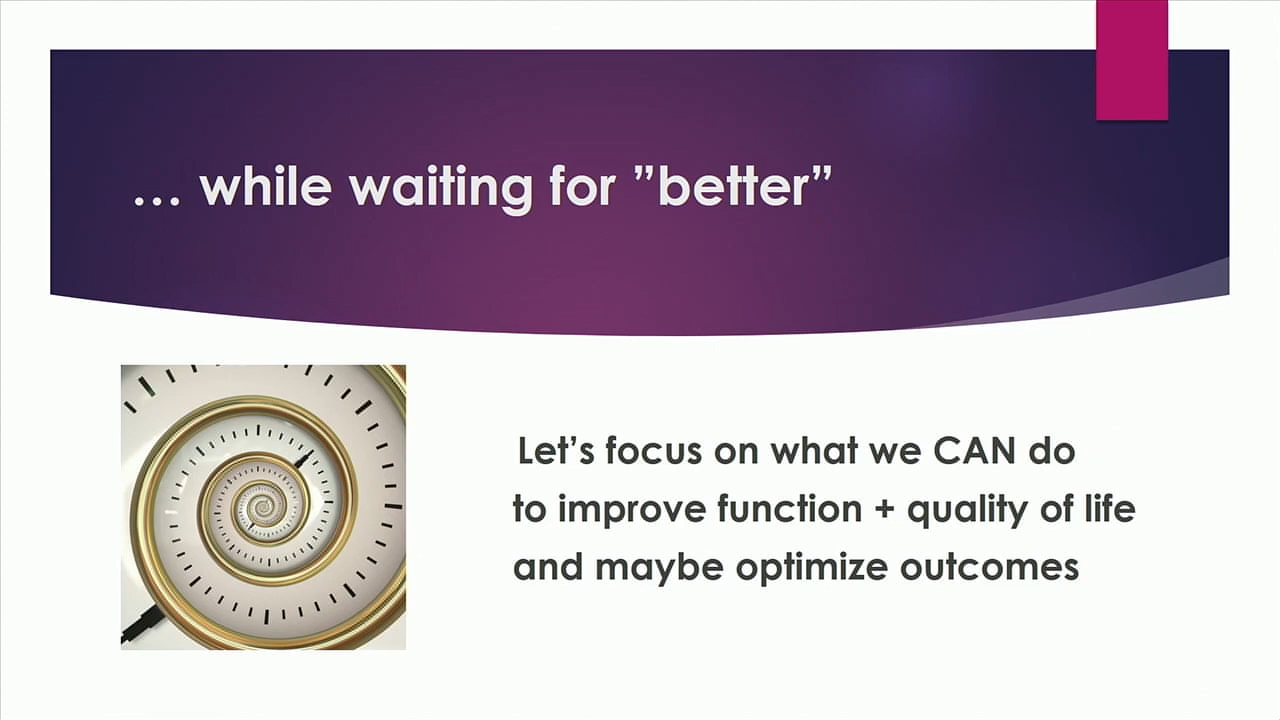 … while waiting for ”better”
Let’s focus on what we CAN do
to improve function + quality of life
and maybe optimize outcomes